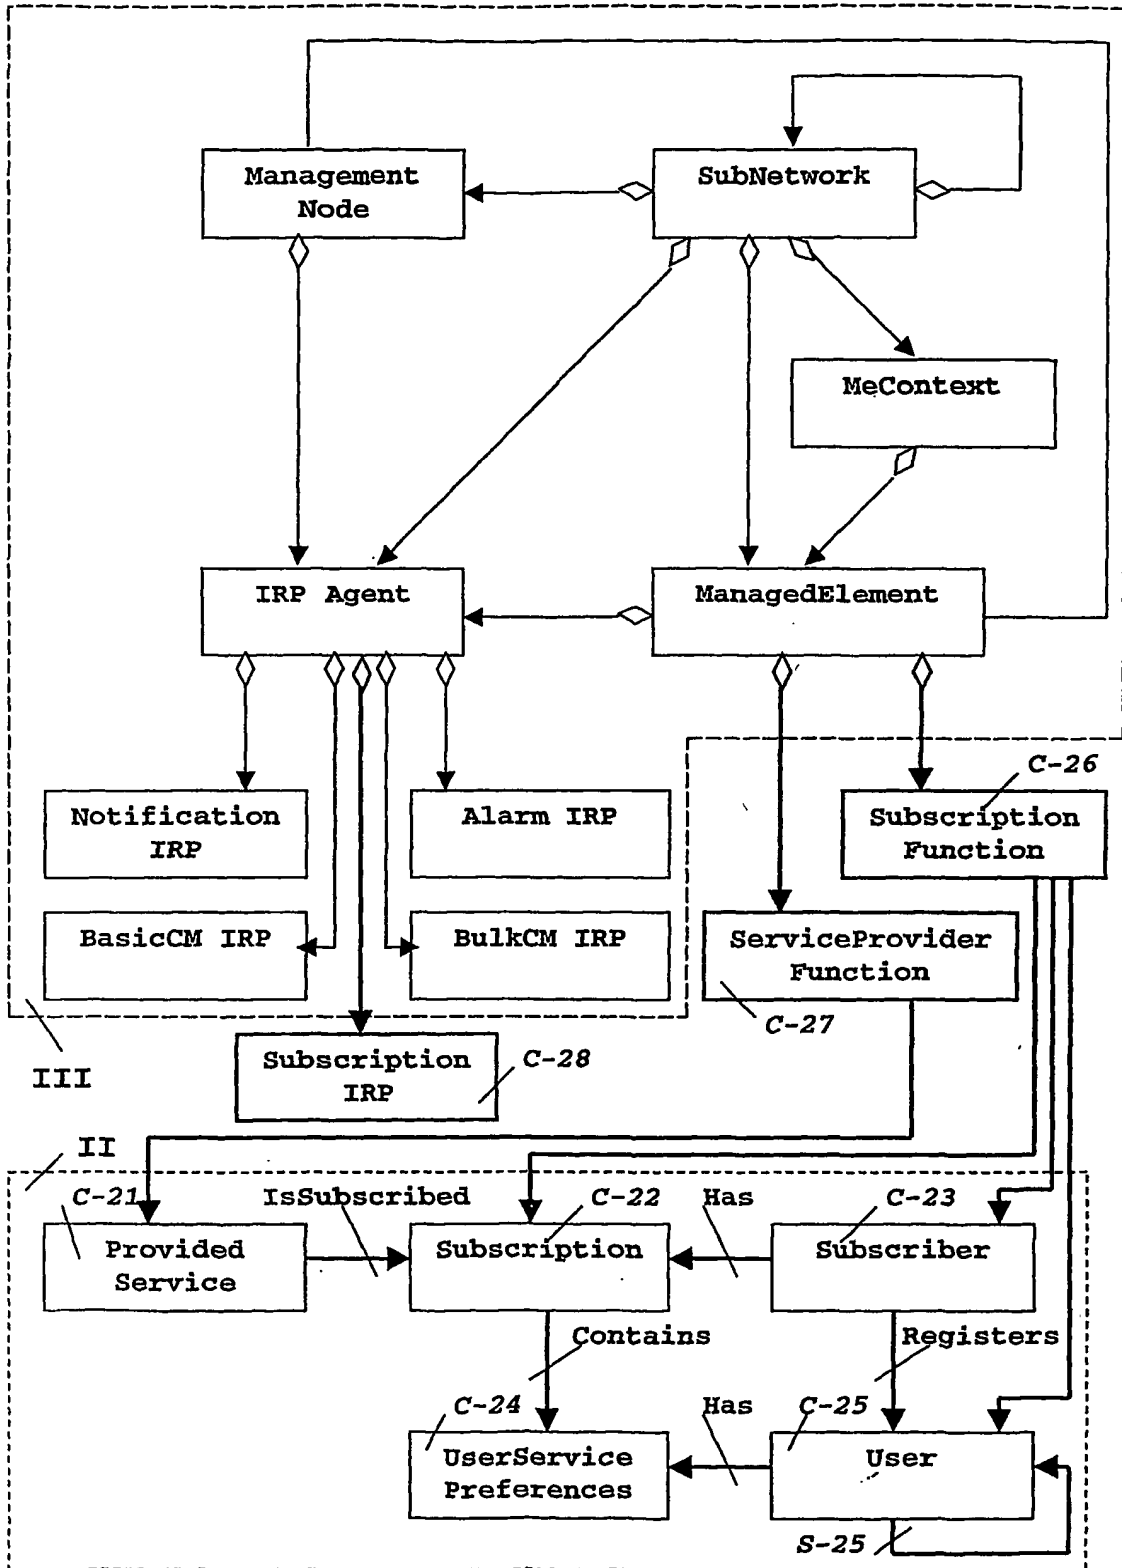 Management
Node
SubNetwork
MeContext
IRP Agent
ManagedElement
C-26
Notification
IRP
Alarm IRP
Subscription
Function
BasicCM IRP
BulkCM IRP
ServiceProvider
Function
C-27
III
Subscription
IRP
C-28
II
C-21
IsSubscribed
C-22
Has
C-23
Provided
Service
Subscription
Subscriber
Contains
Registers
C-24
Has
C-25
UserService
Preferences
User
S-25